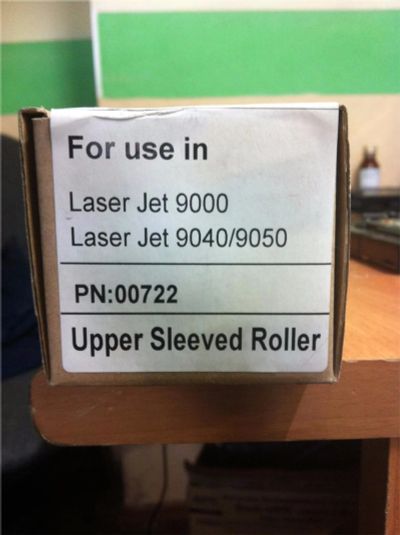 For use in
Laser Jet 9000
Laser Jet 9040/9050
PN:00722
Upper Sleeved Roller